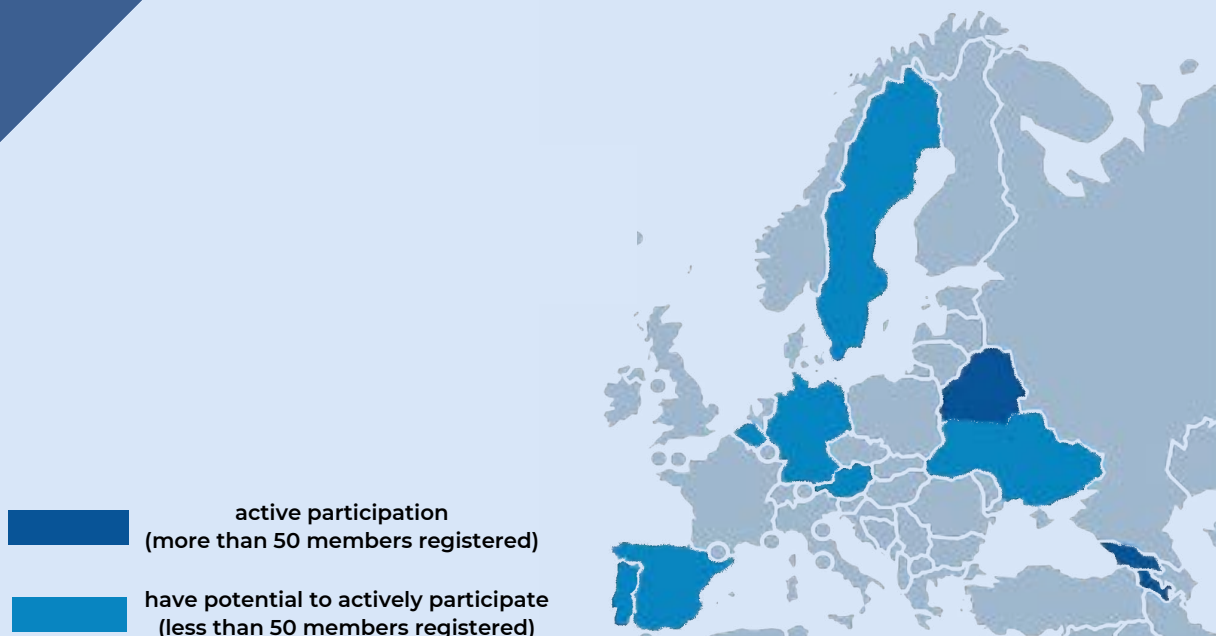 active participation
(more than 50 members registered)
have potential to actively participate
(less than 50 members registered)